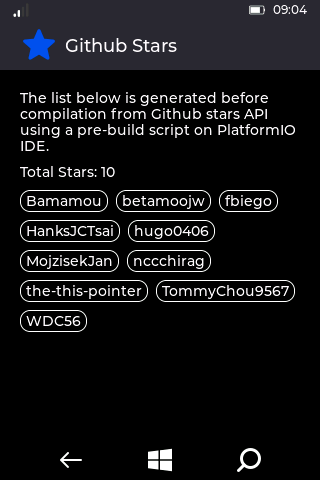 09:04
Github Stars
The list below is generated before
compilation from Github stars API
using a pre-build script on PlatformIO
IDE.
Total Stars: 10
Bamamou betamoojw fbiego
HanksJCTsai hugo0406
MojzisekJan nccchirag
the-this-pointer TommyChou9567
WDC56